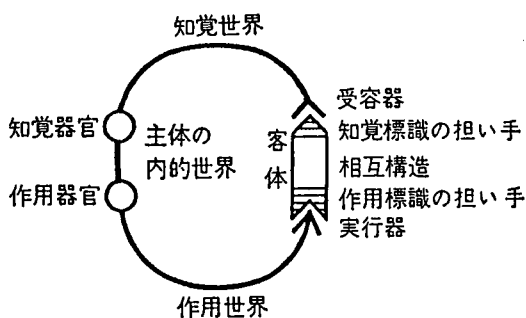 知覚世界
受容器
知覚標識の担い手
知覚器官
主体の
内的世界
客体
相互構造
作用器官
作用標識の担い手
実行器
作用世界